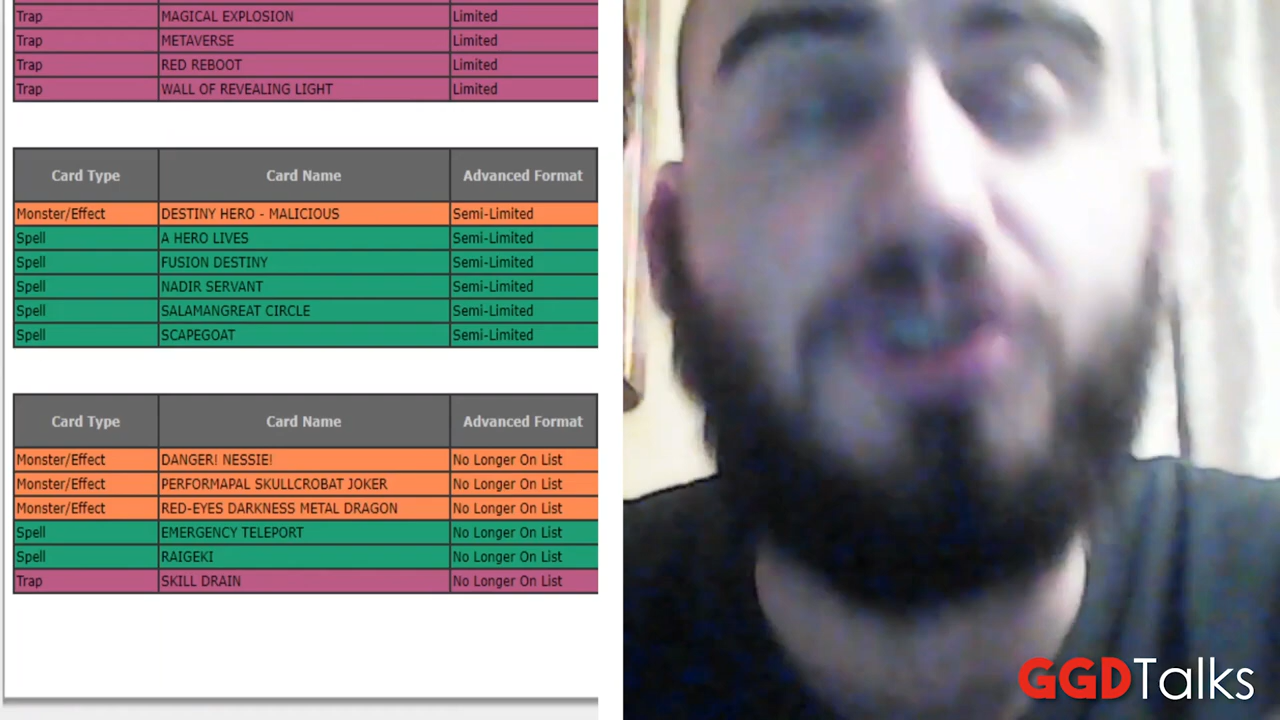 Trap MAGICAL EXPLOSION Limited
Trap METAVERSE Limited
Trap RED REBOOT Limited
Trap WALL OF REVEALING LIGHT Limited
Card Type Card Name Advanced Format
Monster/Effect DESTINY HERO - MALICIOUS Semi-Limited
Spell A HERO LIVES Semi-Limited
Spell FUSION DESTINY Semi-Limited
Spell NADIR SERVANT Semi-Limited
Spell SALAMANGREAT CIRCLE Semi-Limited
Spell SCAPEGOAT Semi-Limited
Card Type Card Name Advanced Format
Monster/Effect DANGER! NESSIE! No Longer On List
Monster/Effect PERFORMAPAL SKULLCROBAT JOKER No Longer On List
Monster/Effect RED-EYES DARKNESS METAL DRAGON No Longer On List
Spell EMERGENCY TELEPORT No Longer On List
Spell RAIGEKI No Longer On List
Trap SKILL DRAIN No Longer On List
GGDTalks